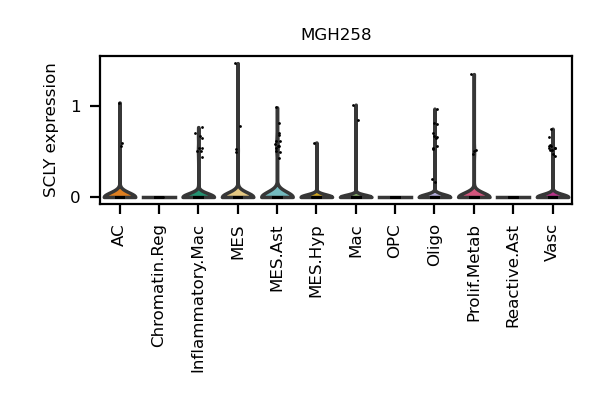 MGH258
SCLY expression
1
0
AC
Chromatin.Reg
Inflammatory.Mac
MES
MES.Ast
MES.Hyp
Mac
OPC
Oligo
Prolif.Metab
Reactive.Ast
Vasc